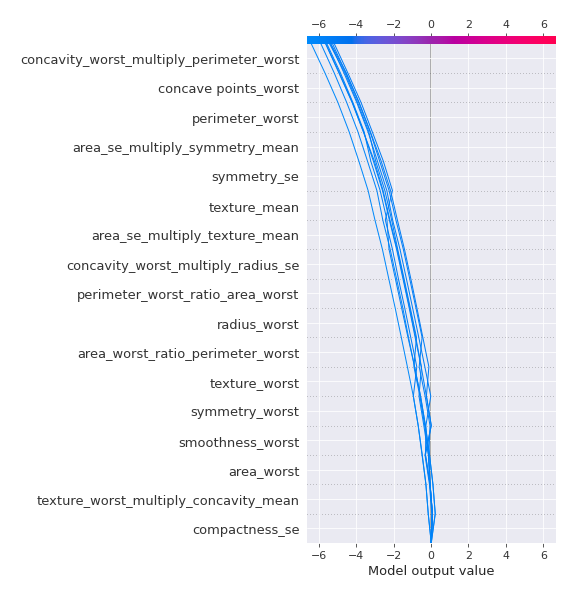 −6 −4 −2 0 2 4 6
concavity_worst_multiply_perimeter_worst
concave points_worst
perimeter_worst
area_se_multiply_symmetry_mean
symmetry_se
texture_mean
area_se_multiply_texture_mean
concavity_worst_multiply_radius_se
perimeter_worst_ratio_area_worst
radius_worst
area_worst_ratio_perimeter_worst
texture_worst
symmetry_worst
smoothness_worst
area_worst
texture_worst_multiply_concavity_mean
compactness_se
−6 −4 −2 0 2 4 6
Model output value